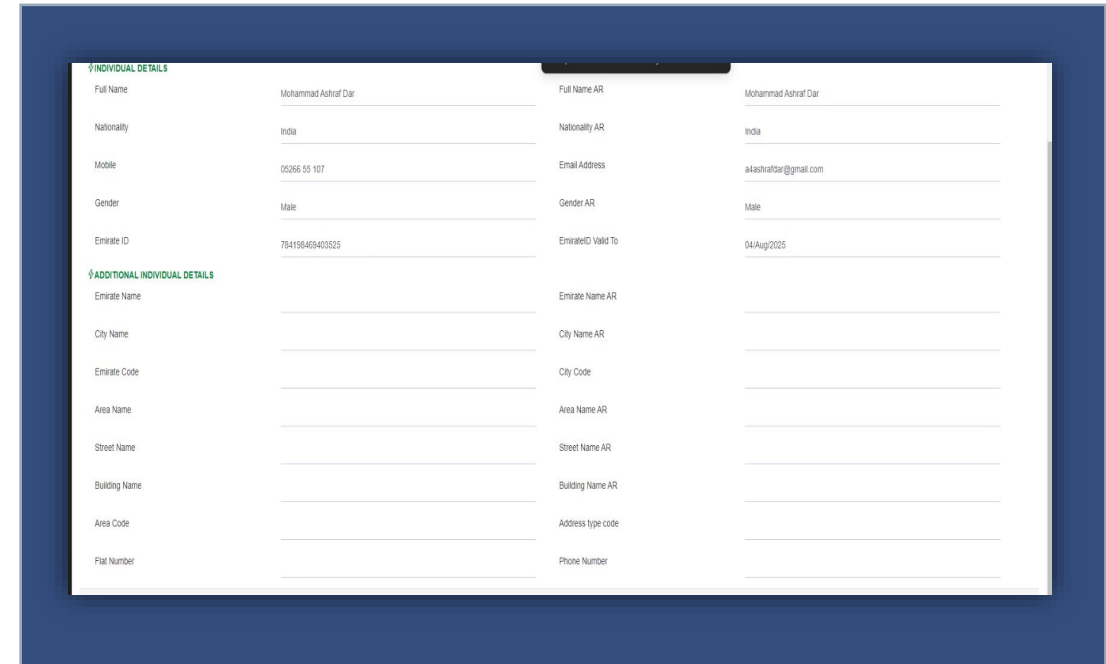 INDIVIDUAL DETAILS
Full Name Mohammad Ashraf Dar Full Name AR Mohammad Ashraf Dar
Nationality India Nationality AR India
Mobile 05266 55 107 Email Address a4ashrafdar@gmail.com
Gender Male Gender AR Male
Emirate ID 784198469403525 EmirateID Valid To 04/Aug/2025
ADDITIONAL INDIVIDUAL DETAILS
Emirate Name Emirate Name AR
City Name City Name AR
Emirate Code City Code
Area Name Area Name AR
Street Name Street Name AR
Building Name Building Name AR
Area Code Address type code
Flat Number Phone Number